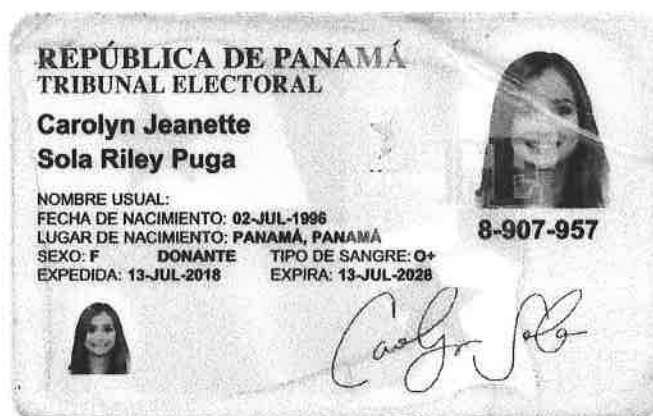 REPÚBLICA DE PANAMÁ
TRIBUNAL ELECTORAL
Carolyn Jeanette
Sola Riley Puga
NOMBRE USUAL:
FECHA DE NACIMIENTO: 02-JUL-1996
LUGAR DE NACIMIENTO: PANAMÁ, PANAMÁ
SEXO: F DONANTE TIPO DE SANGRE: O+
EXPEDIDA: 13-JUL-2018 EXPIRA: 13-JUL-2028
8-907-957
Carolyn Sola